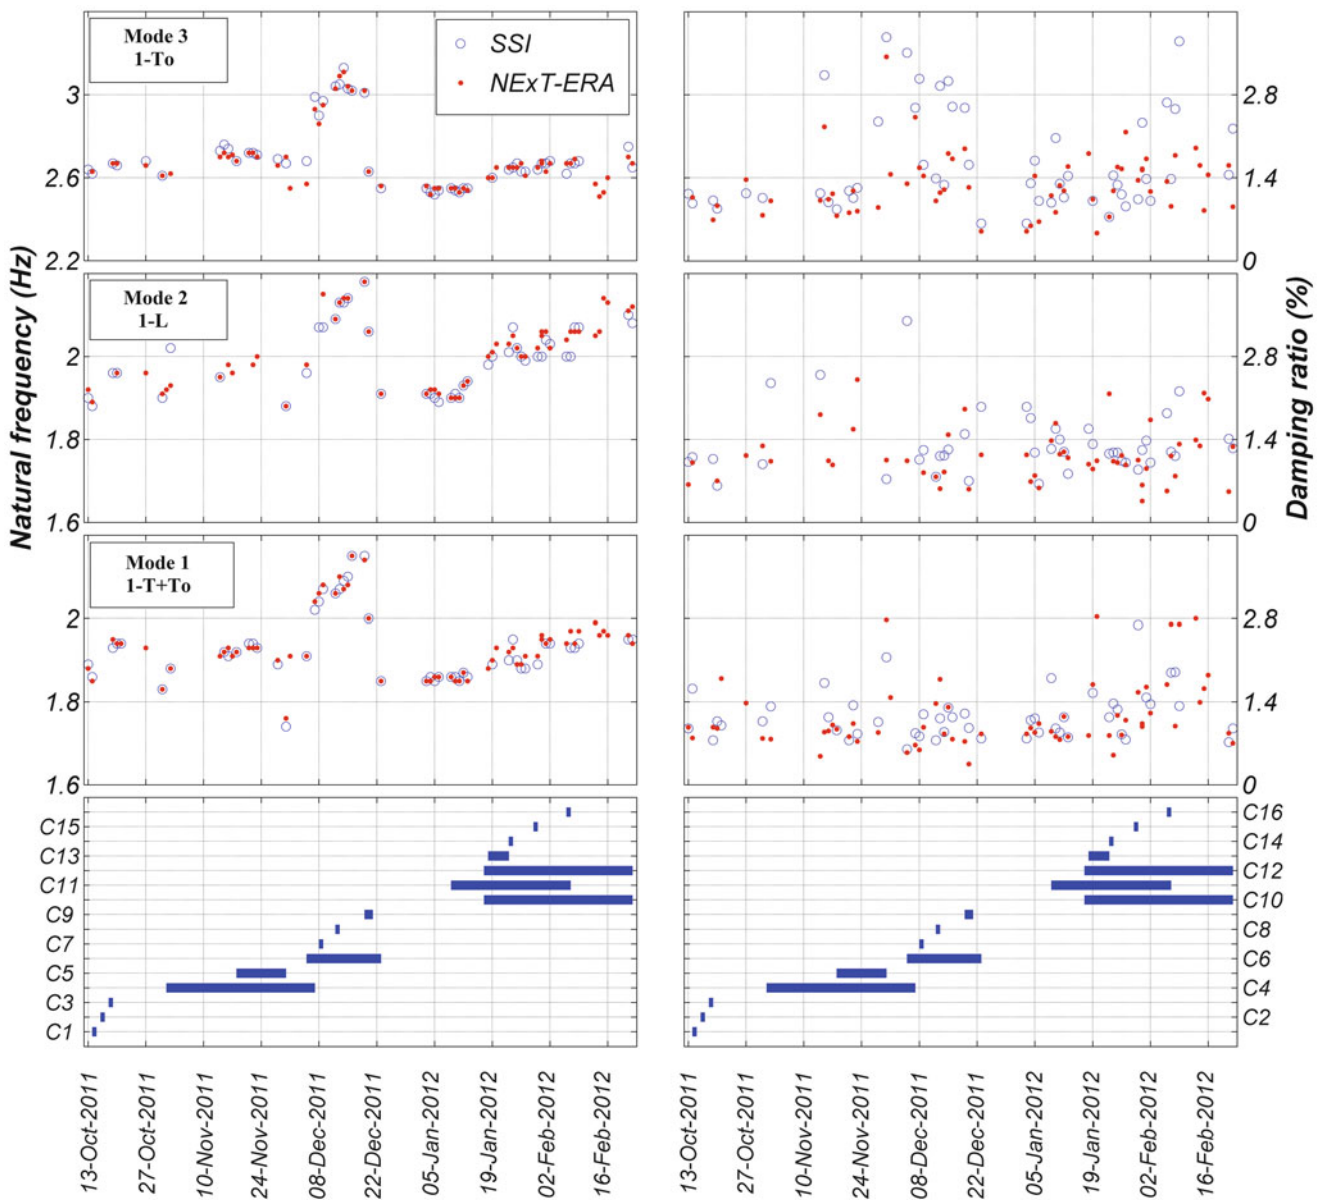 Mode 3
1-To
SSI
NExT-ERA
3
2.6
2.2
2.8
1.4
0
Mode 2
1-L
2
1.8
1.6
2.8
1.4
0
Mode 1
1-T+To
2
1.8
1.6
2.8
1.4
0
Natural frequency (Hz)
Damping ratio (%)
C15
C13
C11
C9
C7
C5
C3
C1
C16
C14
C12
C10
C8
C6
C4
C2
13-Oct-2011
27-Oct-2011
10-Nov-2011
24-Nov-2011
08-Dec-2011
22-Dec-2011
05-Jan-2012
19-Jan-2012
02-Feb-2012
16-Feb-2012
13-Oct-2011
27-Oct-2011
10-Nov-2011
24-Nov-2011
08-Dec-2011
22-Dec-2011
05-Jan-2012
19-Jan-2012
02-Feb-2012
16-Feb-2012